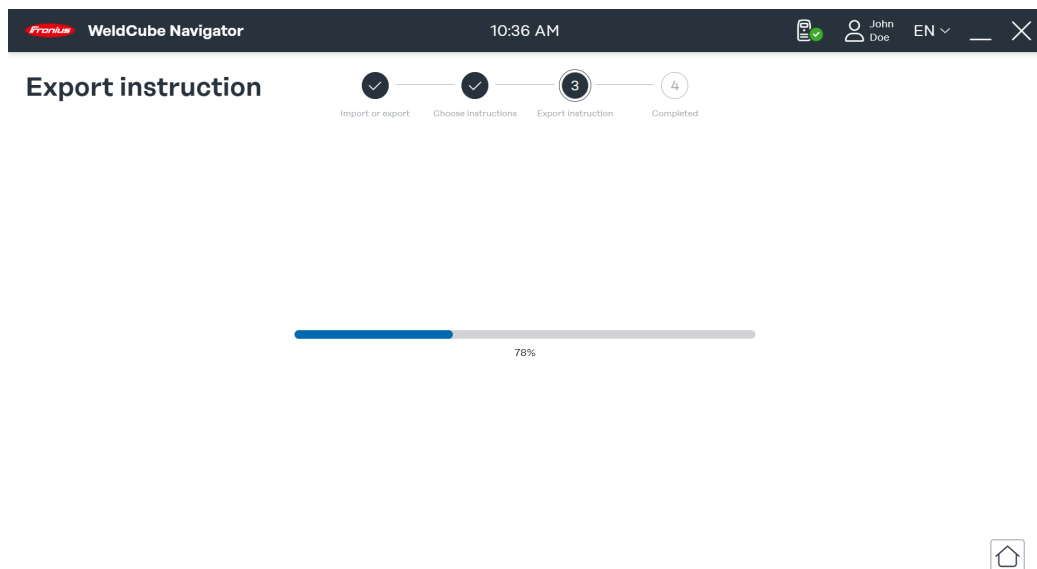 Fronius WeldCube Navigator 10:36 AM John Doe EN
Export instruction
3 4
Import or export Choose instructions Export instruction Completed
78%